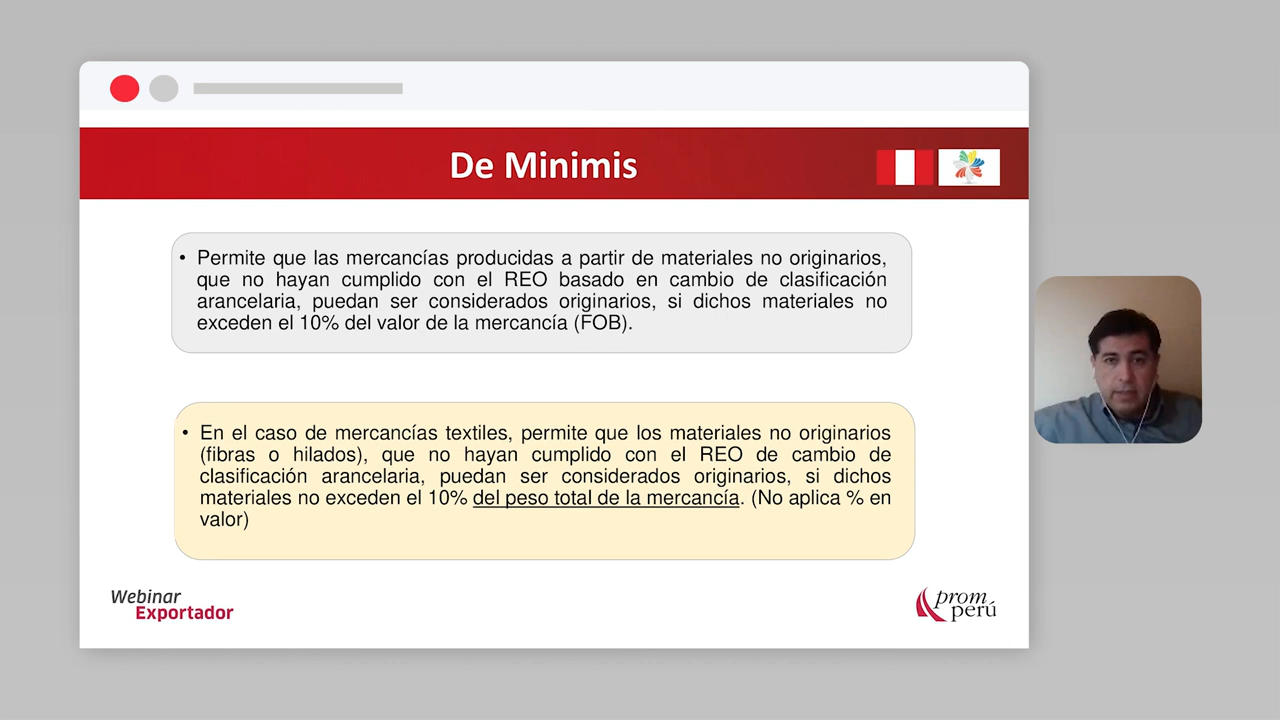 De Minimis
• Permite que las mercancías producidas a partir de materiales no originarios,
que no hayan cumplido con el REO basado en cambio de clasificación
arancelaria, puedan ser considerados originarios, si dichos materiales no
exceden el 10% del valor de la mercancía (FOB).
• En el caso de mercancías textiles, permite que los materiales no originarios
(fibras o hilados), que no hayan cumplido con el REO de cambio de
clasificación arancelaria, puedan ser considerados originarios, si dichos
materiales no exceden el 10% del peso total de la mercancía. (No aplica % en
valor)
Webinar
Exportador
prom
perú